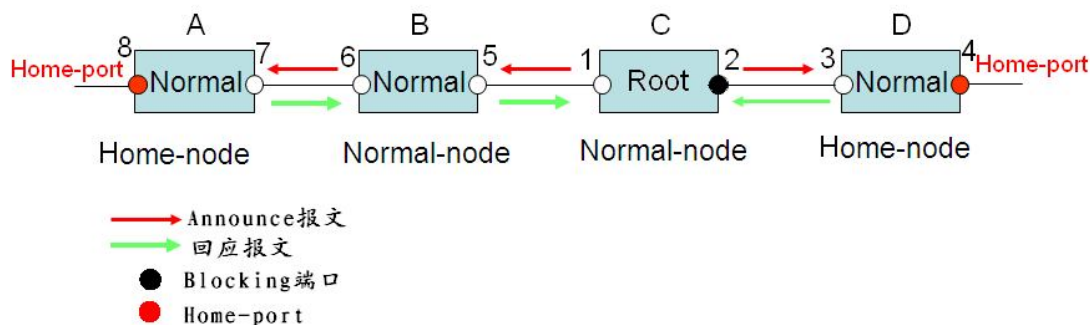 A B C D
8 7 6 5 1 2 3 4
Home-port Normal Normal Root Normal Home-port
Home-node Normal-node Normal-node Home-node
Announce报文
回应报文
Blocking端口
Home-port